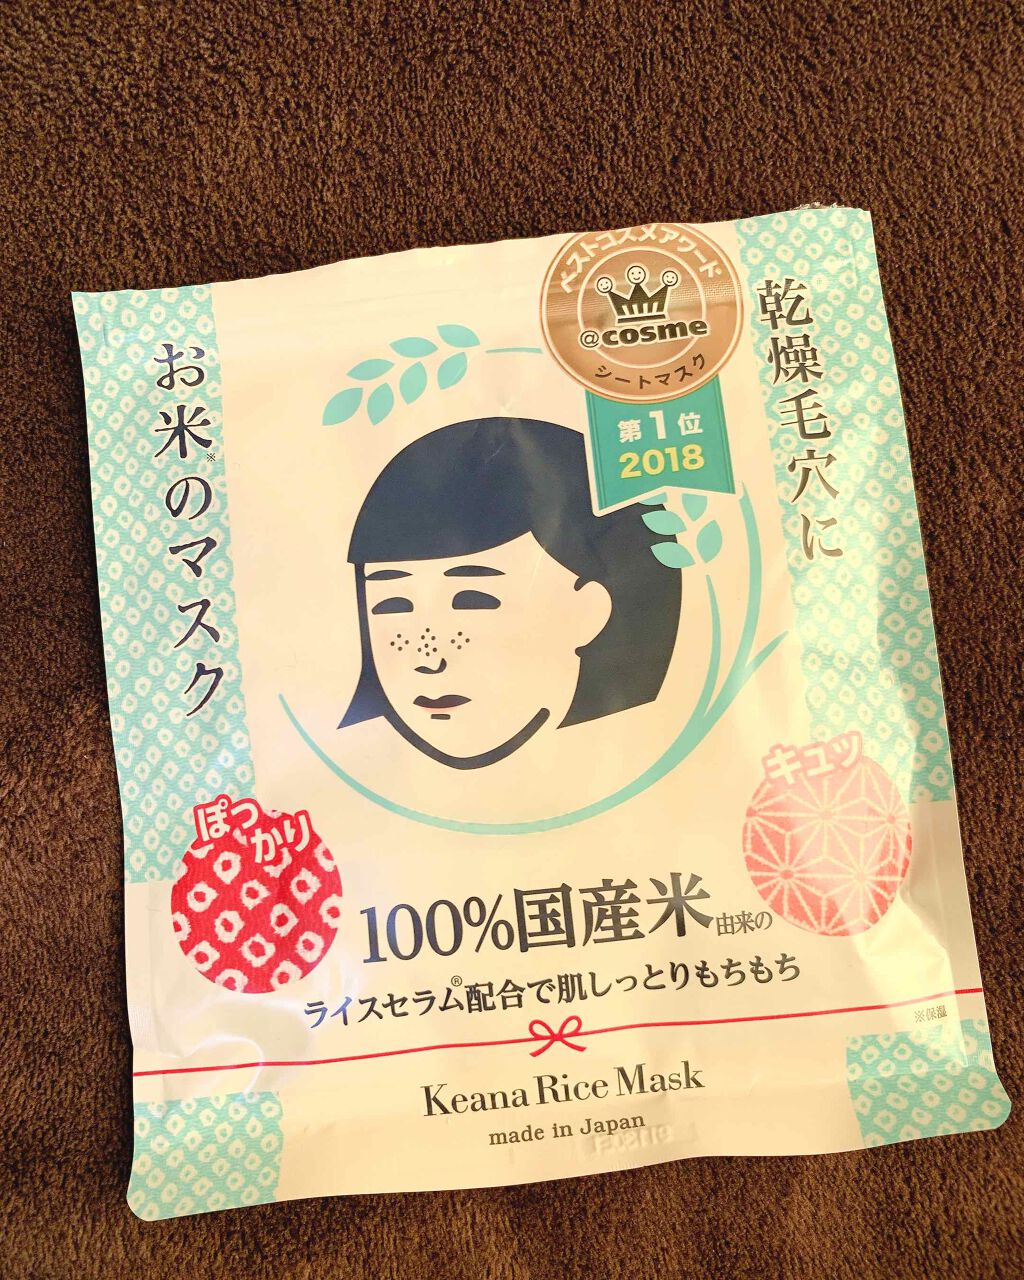 ベストコスメアワード
@cosme
シートマスク
第1位
2018
乾燥毛穴に
お米※のマスク
ぽっかり
キュッ
100%国産米由来の
ライスセラム®配合で肌しっとりもちもち
※保湿
Keana Rice Mask
made in Japan